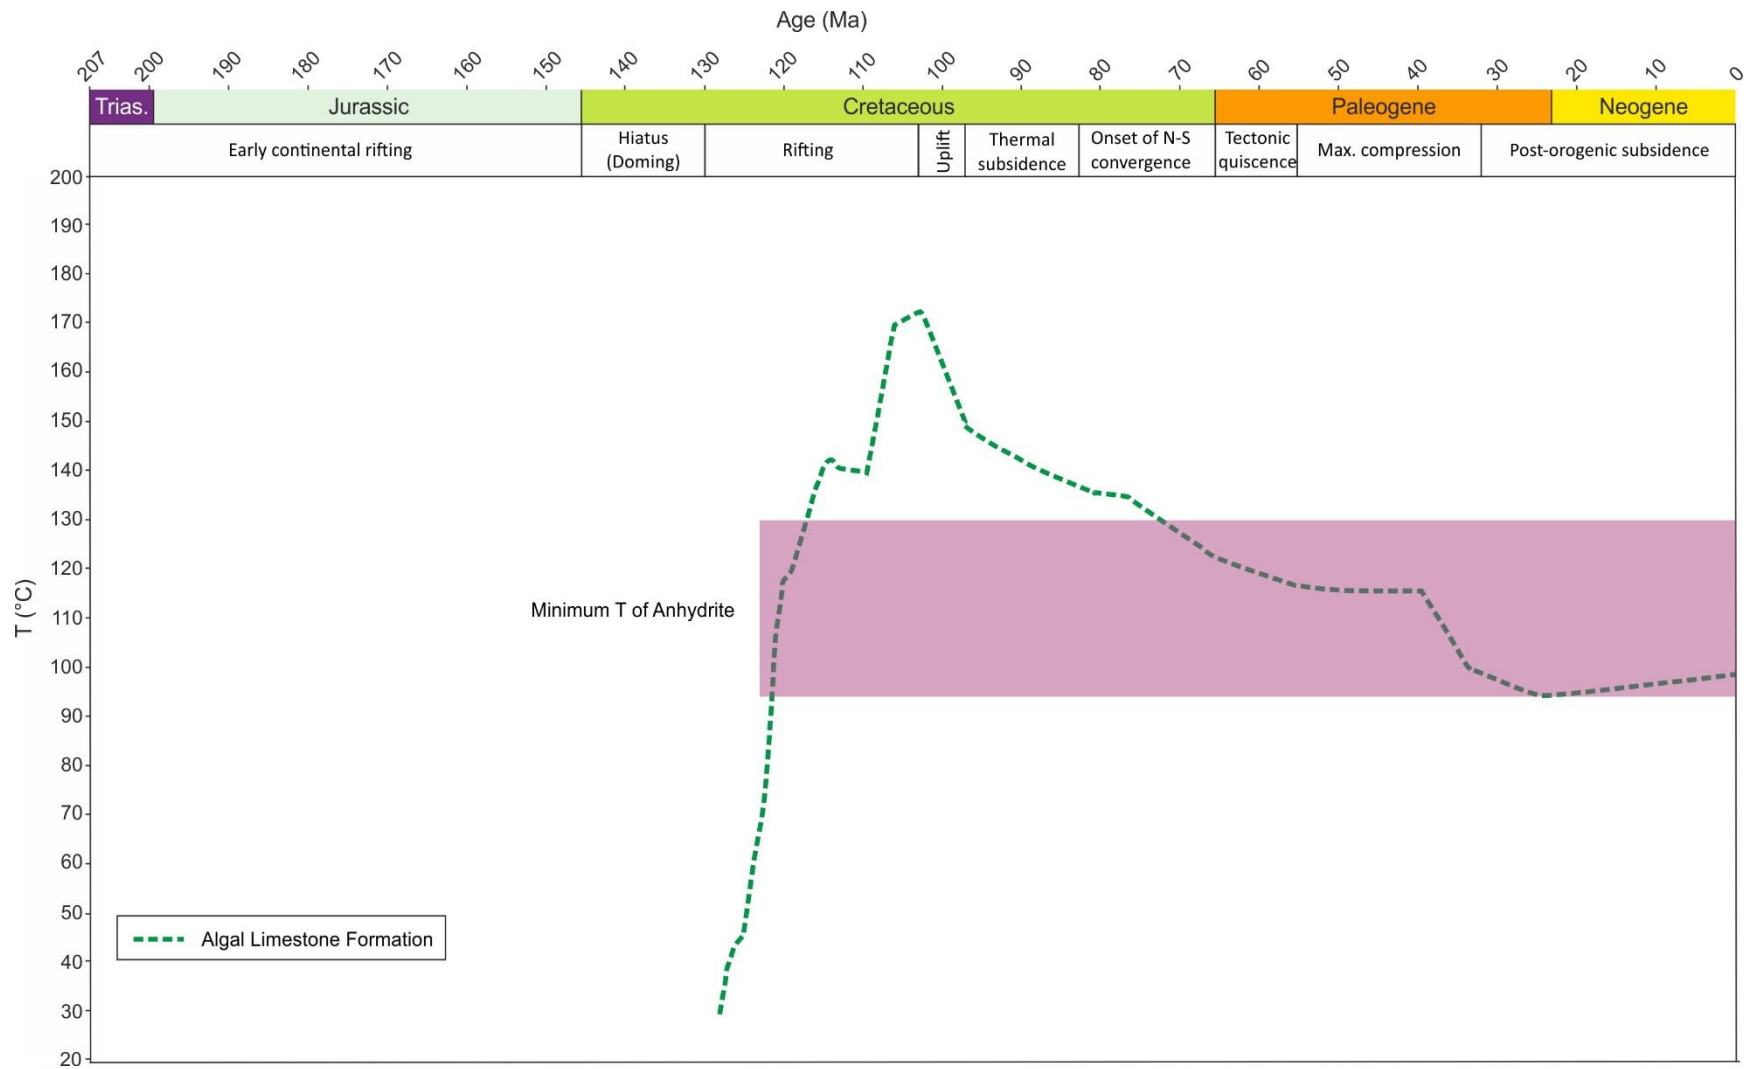 Age (Ma)
207 200 190 180 170 160 150 140 130 120 110 100 90 80 70 60 50 40 30 20 10 0
Trias. Jurassic Cretaceous Paleogene Neogene
Early continental rifting
Hiatus
(Doming)
Rifting
Uplift
Thermal
subsidence
Onset of N-S
convergence
Tectonic
quiscence
Max. compression
Post-orogenic subsidence
200
190
180
170
160
150
140
130
120
110
100
90
80
70
60
50
40
30
20
T (°C)
Minimum T of Anhydrite
Algal Limestone Formation